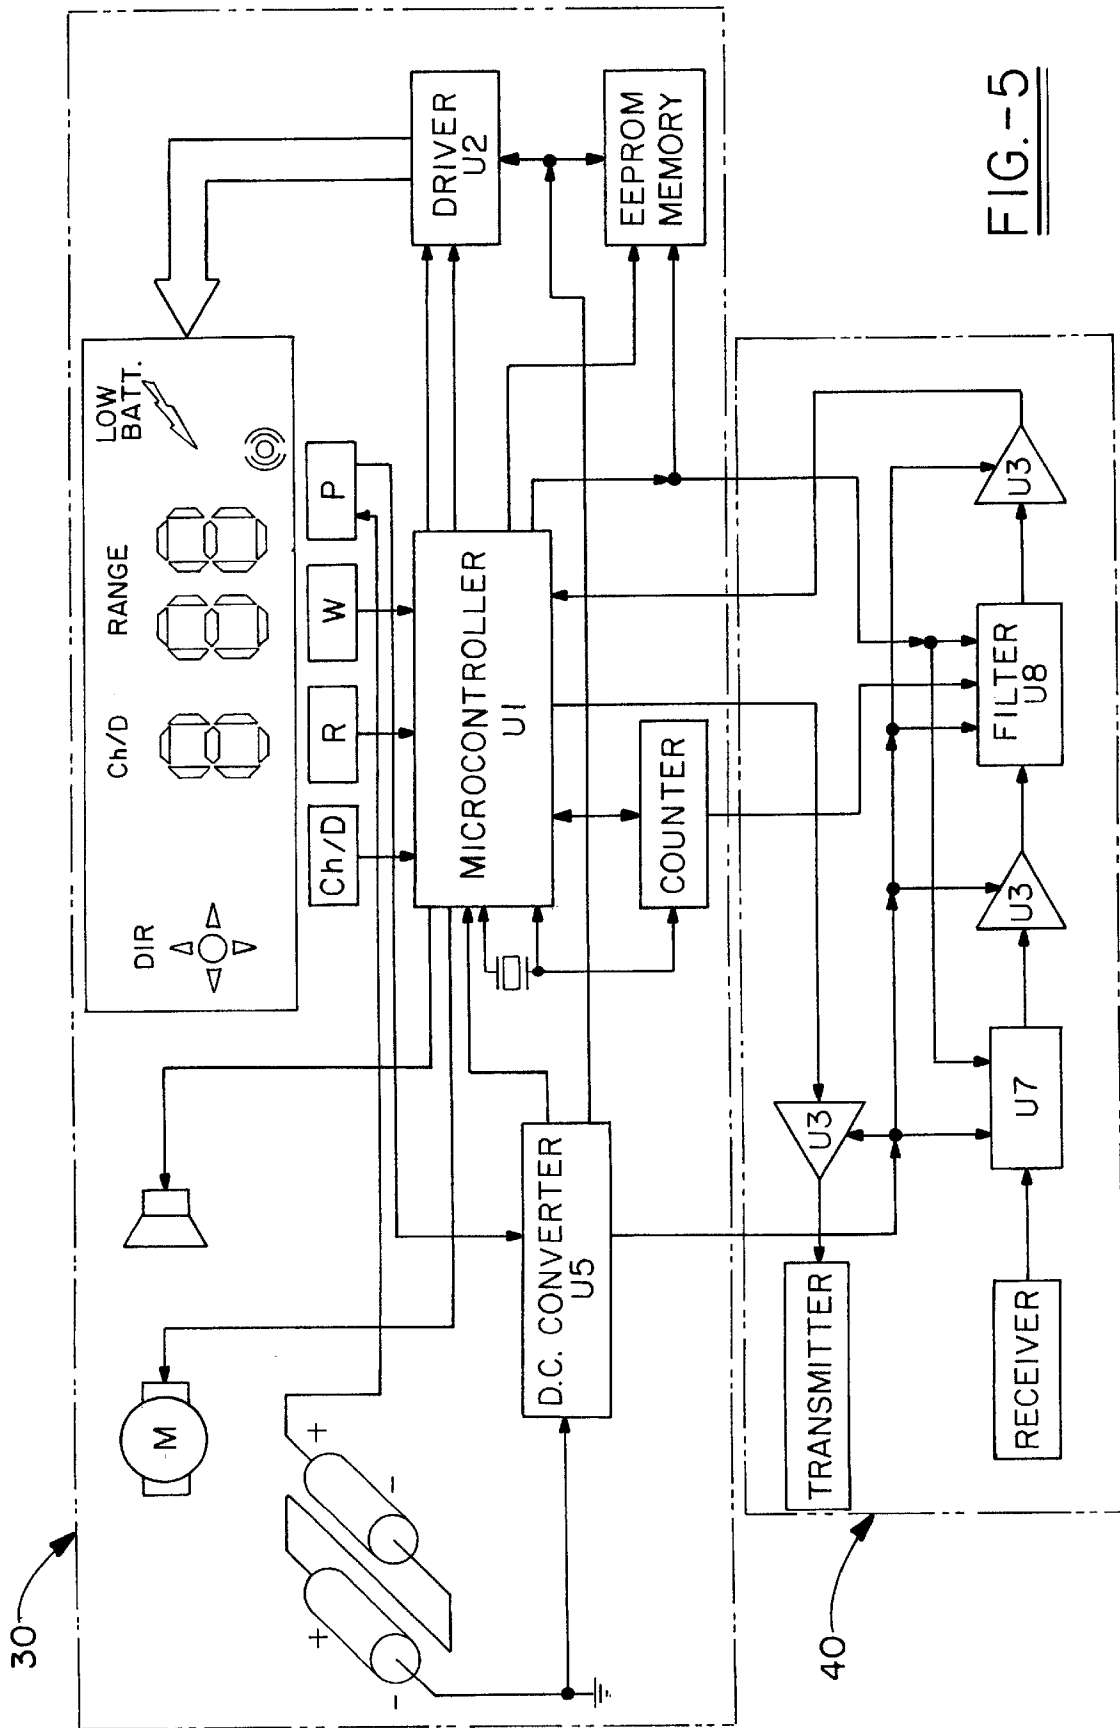 30
DIR
Ch/D
RANGE
LOW
BATT.
Ch/D
R
W
P
M
+
-
+
-
MICROCONTROLLER
U1
DRIVER
U2
EEPROM
MEMORY
D.C. CONVERTER
U5
COUNTER
40
TRANSMITTER
U3
RECEIVER
U7
U3
FILTER
U8
U3
FIG.-5